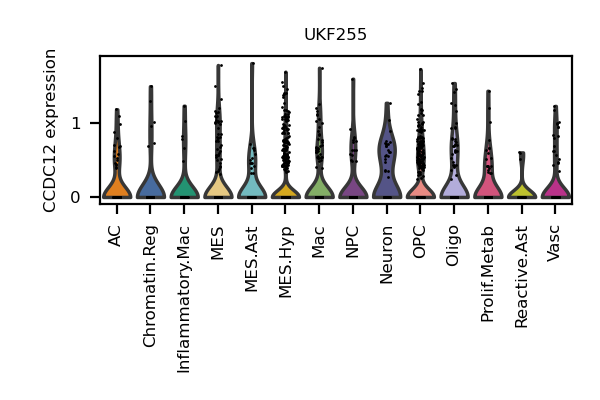 UKF255
CCDC12 expression
1
0
AC
Chromatin.Reg
Inflammatory.Mac
MES
MES.Ast
MES.Hyp
Mac
NPC
Neuron
OPC
Oligo
Prolif.Metab
Reactive.Ast
Vasc